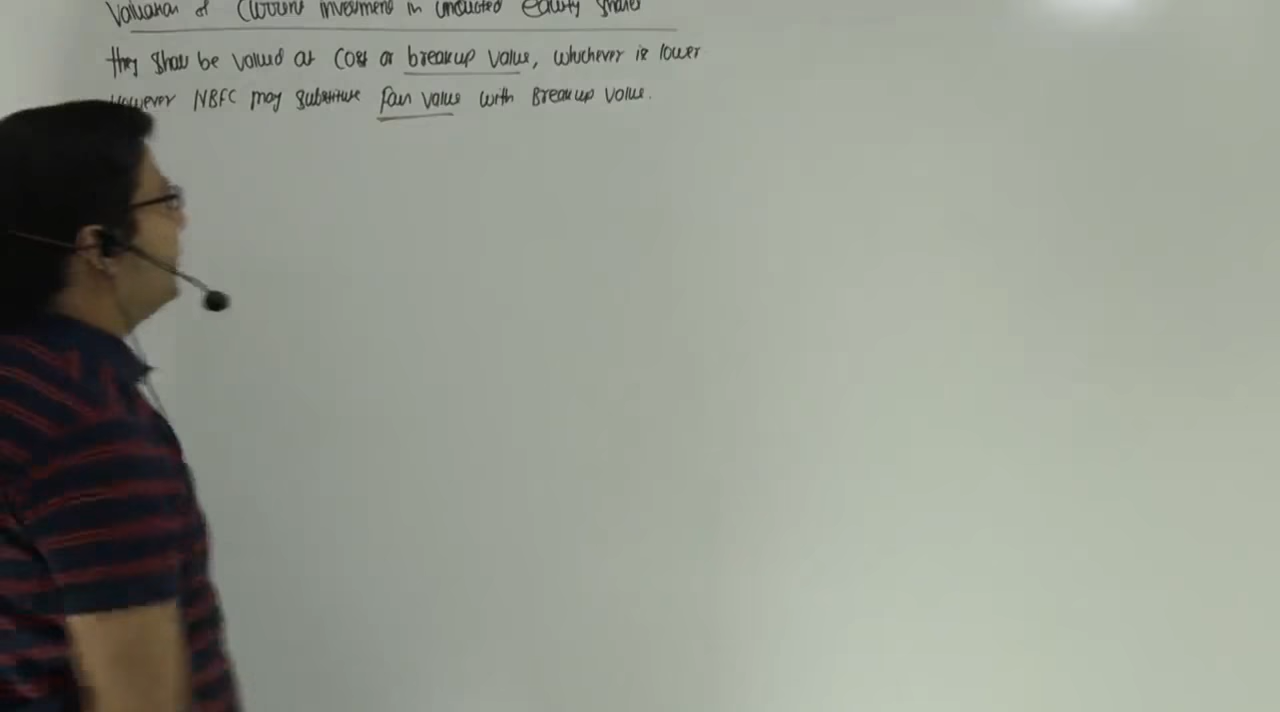 Valuation of Current investment in unquoted equity shares
they shall be valued at cost or breakup value, whichever is lower
However NBFC may substitute fair value with Breakup value.